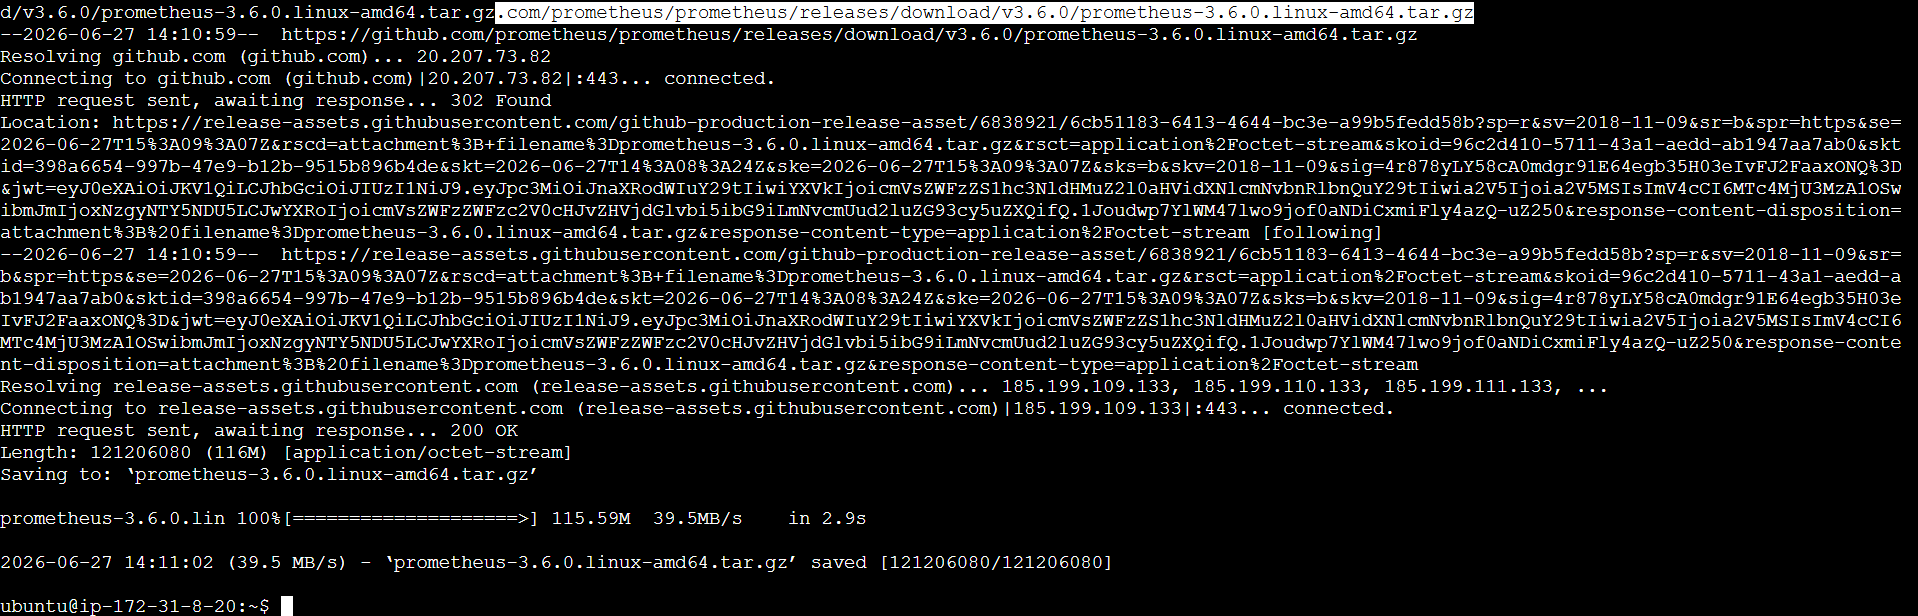 d/v3.6.0/prometheus-3.6.0.linux-amd64.tar.gz.com/prometheus/prometheus/releases/download/v3.6.0/prometheus-3.6.0.linux-amd64.tar.gz
--2026-06-27 14:10:59--  https://github.com/prometheus/prometheus/releases/download/v3.6.0/prometheus-3.6.0.linux-amd64.tar.gz
Resolving github.com (github.com)... 20.207.73.82
Connecting to github.com (github.com)|20.207.73.82|:443... connected.
HTTP request sent, awaiting response... 302 Found
Location: https://release-assets.githubusercontent.com/github-production-release-asset/6838921/6cb51183-6413-4644-bc3e-a99b5fedd58b?sp=r&sv=2018-11-09&sr=b&spr=https&se=
2026-06-27T15%3A09%3A07Z&rscd=attachment%3B+filename%3Dprometheus-3.6.0.linux-amd64.tar.gz&rsct=application%2Foctet-stream&skoid=96c2d410-5711-43a1-aedd-ab1947aa7ab0&skt
id=398a6654-997b-47e9-b12b-9515b896b4de&skt=2026-06-27T14%3A08%3A24Z&ske=2026-06-27T15%3A09%3A07Z&sks=b&skv=2018-11-09&sig=4r878yLY58cA0mdgr91E64egb35H03eIvFJ2FaaxONQ%3D
&jwt=eyJ0eXAiOiJKV1QiLCJhbGciOiJIUzI1NiJ9.eyJpc3MiOiJnaXRodWIuY29tIiwiYXVkIjoicmVsZWFzZS1hc3NldHMuZ2l0aHVidXNlcmNvbnRlbnQuY29tIiwia2V5Ijoia2V5MSIsImV4cCI6MTc4MjU3MzA1OSw
ibmJmIjoxNzgyNTY5NDU5LCJwYXRoIjoicmVsZWFzZWFzc2V0cHJvZHVjdGlvbi5ibG9iLmNvcmUud2luZG93cy5uZXQifQ.1Joudwp7YlWM47lwo9jof0aNDiCxmiFly4azQ-uZ250&response-content-disposition=
attachment%3B%20filename%3Dprometheus-3.6.0.linux-amd64.tar.gz&response-content-type=application%2Foctet-stream [following]
--2026-06-27 14:10:59--  https://release-assets.githubusercontent.com/github-production-release-asset/6838921/6cb51183-6413-4644-bc3e-a99b5fedd58b?sp=r&sv=2018-11-09&sr=
b&spr=https&se=2026-06-27T15%3A09%3A07Z&rscd=attachment%3B+filename%3Dprometheus-3.6.0.linux-amd64.tar.gz&rsct=application%2Foctet-stream&skoid=96c2d410-5711-43a1-aedd-a
b1947aa7ab0&sktid=398a6654-997b-47e9-b12b-9515b896b4de&skt=2026-06-27T14%3A08%3A24Z&ske=2026-06-27T15%3A09%3A07Z&sks=b&skv=2018-11-09&sig=4r878yLY58cA0mdgr91E64egb35H03e
IvFJ2FaaxONQ%3D&jwt=eyJ0eXAiOiJKV1QiLCJhbGciOiJIUzI1NiJ9.eyJpc3MiOiJnaXRodWIuY29tIiwiYXVkIjoicmVsZWFzZS1hc3NldHMuZ2l0aHVidXNlcmNvbnRlbnQuY29tIiwia2V5Ijoia2V5MSIsImV4cCI6
MTc4MjU3MzA1OSwibmJmIjoxNzgyNTY5NDU5LCJwYXRoIjoicmVsZWFzZWFzc2V0cHJvZHVjdGlvbi5ibG9iLmNvcmUud2luZG93cy5uZXQifQ.1Joudwp7YlWM47lwo9jof0aNDiCxmiFly4azQ-uZ250&response-conte
nt-disposition=attachment%3B%20filename%3Dprometheus-3.6.0.linux-amd64.tar.gz&response-content-type=application%2Foctet-stream
Resolving release-assets.githubusercontent.com (release-assets.githubusercontent.com)... 185.199.109.133, 185.199.110.133, 185.199.111.133, ...
Connecting to release-assets.githubusercontent.com (release-assets.githubusercontent.com)|185.199.109.133|:443... connected.
HTTP request sent, awaiting response... 200 OK
Length: 121206080 (116M) [application/octet-stream]
Saving to: ‘prometheus-3.6.0.linux-amd64.tar.gz’

prometheus-3.6.0.lin 100%[====================>] 115.59M  39.5MB/s    in 2.9s

2026-06-27 14:11:02 (39.5 MB/s) - ‘prometheus-3.6.0.linux-amd64.tar.gz’ saved [121206080/121206080]

ubuntu@ip-172-31-8-20:~$